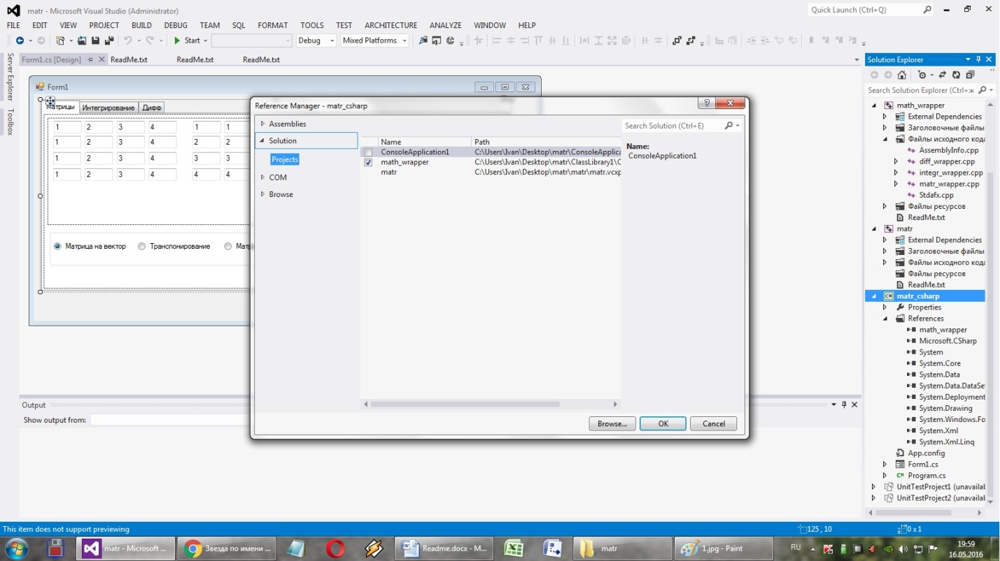 matr - Microsoft Visual Studio (Administrator)
Quick Launch (Ctrl+Q)
FILE EDIT VIEW PROJECT BUILD DEBUG TEAM SQL FORMAT TOOLS TEST ARCHITECTURE ANALYZE WINDOW HELP
Start Debug Mixed Platforms
Form1.cs [Design] ReadMe.txt ReadMe.txt ReadMe.txt
Server Explorer
Toolbox
Form1
Матрицы Интегрирование Дифф
1 2 3 4 1 1
1 2 3 4 2 2
1 2 3 4 3 3
1 2 3 4 4 4
Матрица на вектор Транспонирование
Reference Manager - matr_csharp
Assemblies
Solution
Projects
COM
Browse
Search Solution (Ctrl+E)
Name Path
ConsoleApplication1 C:\Users\Ivan\Desktop\matr\ConsoleApplica
math_wrapper C:\Users\Ivan\Desktop\matr\ClassLibrary1\C
matr C:\Users\Ivan\Desktop\matr\matr\matr.vcxp
Name:
ConsoleApplication1
Browse... OK Cancel
Output
Show output from:
Solution Explorer
Search Solution Explorer (Ctrl+ж
math_wrapper
External Dependencies
Заголовочные файлы
Файлы исходного кода
AssemblyInfo.cpp
diff_wrapper.cpp
integr_wrapper.cpp
matr_wrapper.cpp
Stdafx.cpp
Файлы ресурсов
ReadMe.txt
matr
External Dependencies
Заголовочные файлы
Файлы исходного кода
Файлы ресурсов
ReadMe.txt
matr_csharp
Properties
References
math_wrapper
Microsoft.CSharp
System
System.Core
System.Data
System.Data.DataSe
System.Deployment
System.Drawing
System.Windows.Fo
System.Xml
System.Xml.Linq
App.config
Form1.cs
Program.cs
UnitTestProject1 (unavailal
UnitTestProject2 (unavailal
This item does not support previewing
125 , 10
0 x 1
matr - Microsoft ...
Звезда по имени ...
Readme.docx - M...
matr
1.jpg - Paint
RU
19:59
16.05.2016